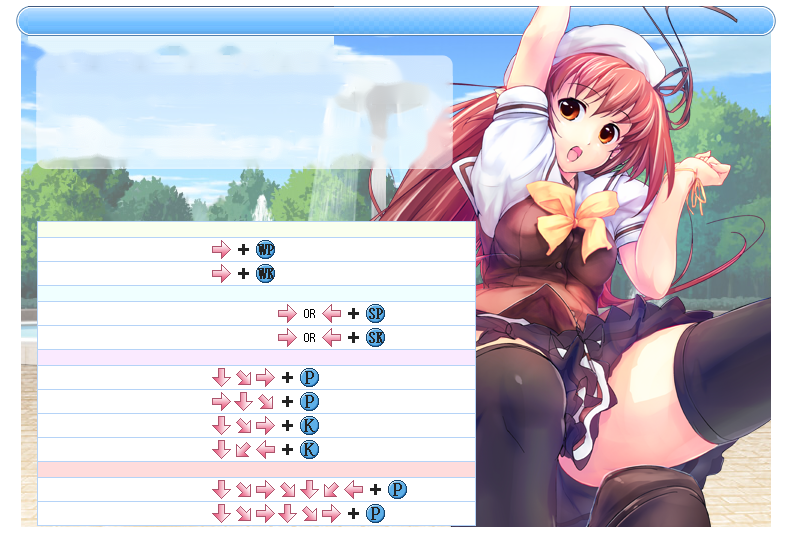 + WP
+ WK
OR + SP
OR + SK
+ P
+ P
+ K
+ K
+ P
+ P